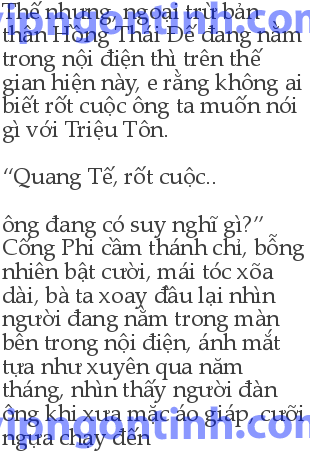 Thế nhưng, ngoại trừ bản
thân Hồng Thái Đế đang nằm
trong nội điện thì trên thế
gian hiện này, e rằng không ai
biết rốt cuộc ông ta muốn nói
gì với Triệu Tôn.
“Quang Tế, rốt cuộc..
ông đang có suy nghĩ gì?”
Cống Phi cầm thánh chỉ, bỗng
nhiên bật cười, mái tóc xõa
dài, bà ta xoay đầu lại nhìn
người đang nằm trong màn
bên trong nội điện, ánh mắt
tựa như xuyên qua năm
tháng, nhìn thấy người đàn
ông khi xưa mặc áo giáp, cưỡi
ngựa chạy đến
vipngontinh.com
vipngontinh.com